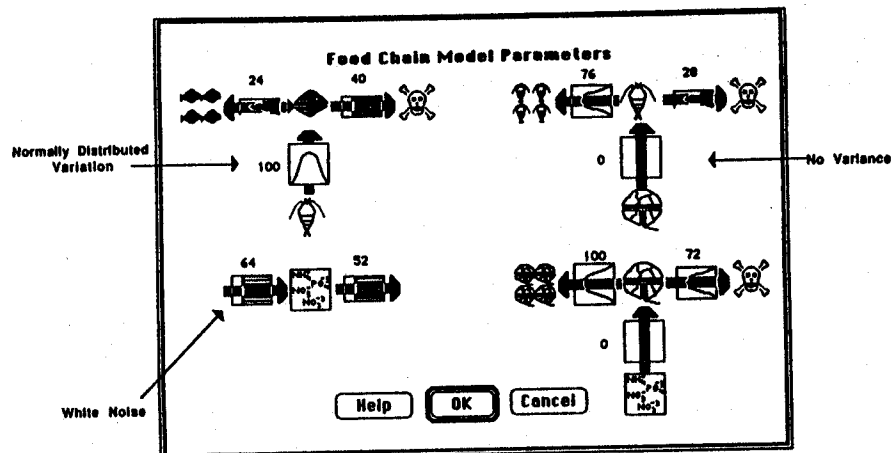 Food Chain Model Parameters
24
40
76
28
Normally Distributed
Variation
100
0
No Variance
64
52
100
72
0
White Noise
Help
OK
Cancel